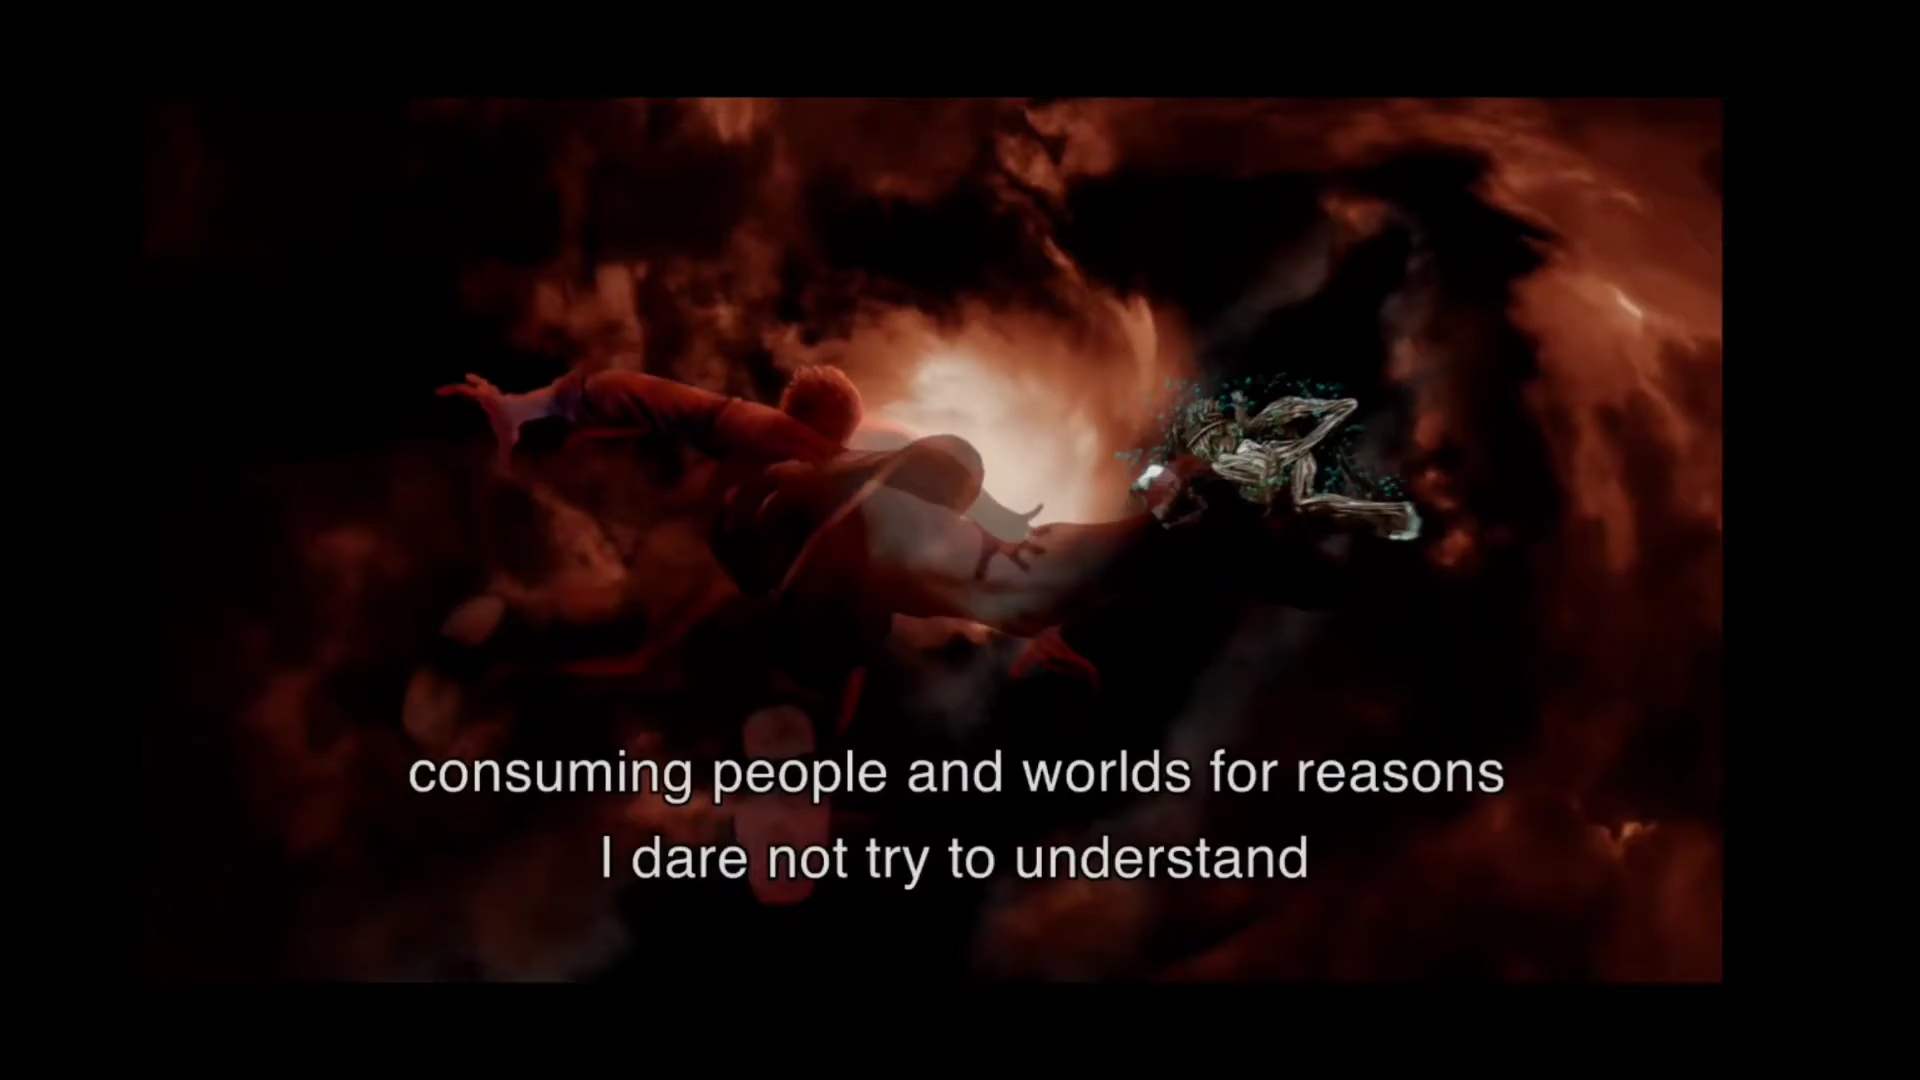 consuming people and worlds for reasons
I dare not try to understand